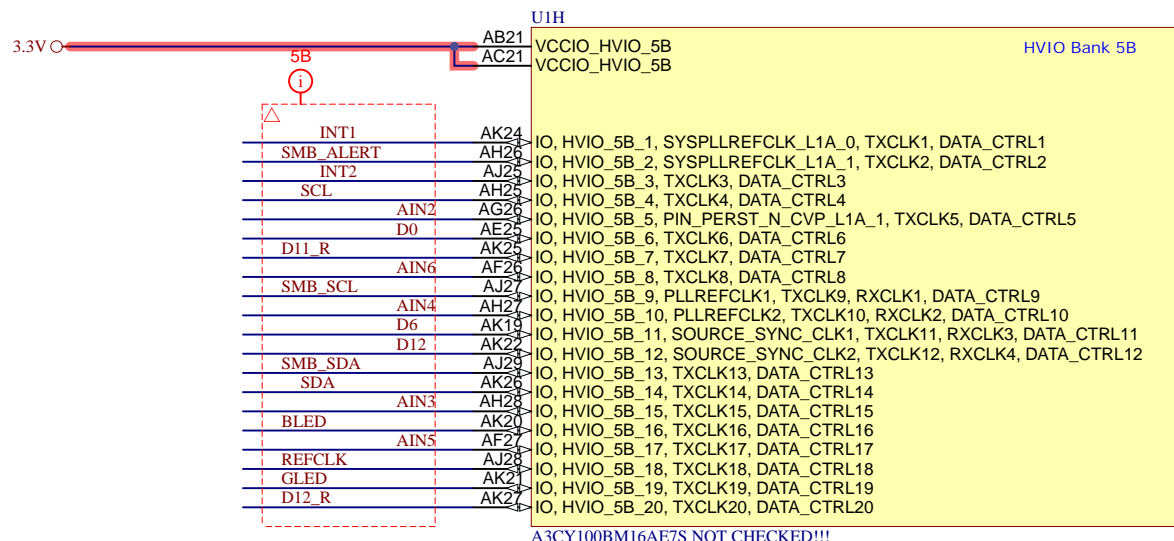 U1H
3.3V
AB21 VCCIO_HVIO_5B HVIO Bank 5B
AC21 VCCIO_HVIO_5B
5B
i
INT1 AK24 IO, HVIO_5B_1, SYSPLLREFCLK_L1A_0, TXCLK1, DATA_CTRL1
SMB_ALERT AH26 IO, HVIO_5B_2, SYSPLLREFCLK_L1A_1, TXCLK2, DATA_CTRL2
INT2 AJ25 IO, HVIO_5B_3, TXCLK3, DATA_CTRL3
SCL AH25 IO, HVIO_5B_4, TXCLK4, DATA_CTRL4
AIN2 AG26 IO, HVIO_5B_5, PIN_PERST_N_CVP_L1A_1, TXCLK5, DATA_CTRL5
D0 AE25 IO, HVIO_5B_6, TXCLK6, DATA_CTRL6
D11_R AK25 IO, HVIO_5B_7, TXCLK7, DATA_CTRL7
AIN6 AF26 IO, HVIO_5B_8, TXCLK8, DATA_CTRL8
SMB_SCL AJ27 IO, HVIO_5B_9, PLLREFCLK1, TXCLK9, RXCLK1, DATA_CTRL9
AIN4 AH27 IO, HVIO_5B_10, PLLREFCLK2, TXCLK10, RXCLK2, DATA_CTRL10
D6 AK19 IO, HVIO_5B_11, SOURCE_SYNC_CLK1, TXCLK11, RXCLK3, DATA_CTRL11
D12 AK22 IO, HVIO_5B_12, SOURCE_SYNC_CLK2, TXCLK12, RXCLK4, DATA_CTRL12
SMB_SDA AJ29 IO, HVIO_5B_13, TXCLK13, DATA_CTRL13
SDA AK26 IO, HVIO_5B_14, TXCLK14, DATA_CTRL14
AIN3 AH28 IO, HVIO_5B_15, TXCLK15, DATA_CTRL15
BLED AK20 IO, HVIO_5B_16, TXCLK16, DATA_CTRL16
AIN5 AF27 IO, HVIO_5B_17, TXCLK17, DATA_CTRL17
REFCLK AJ28 IO, HVIO_5B_18, TXCLK18, DATA_CTRL18
GLED AK21 IO, HVIO_5B_19, TXCLK19, DATA_CTRL19
D12_R AK27 IO, HVIO_5B_20, TXCLK20, DATA_CTRL20
A3CY100BM16AE7S NOT CHECKED!!!